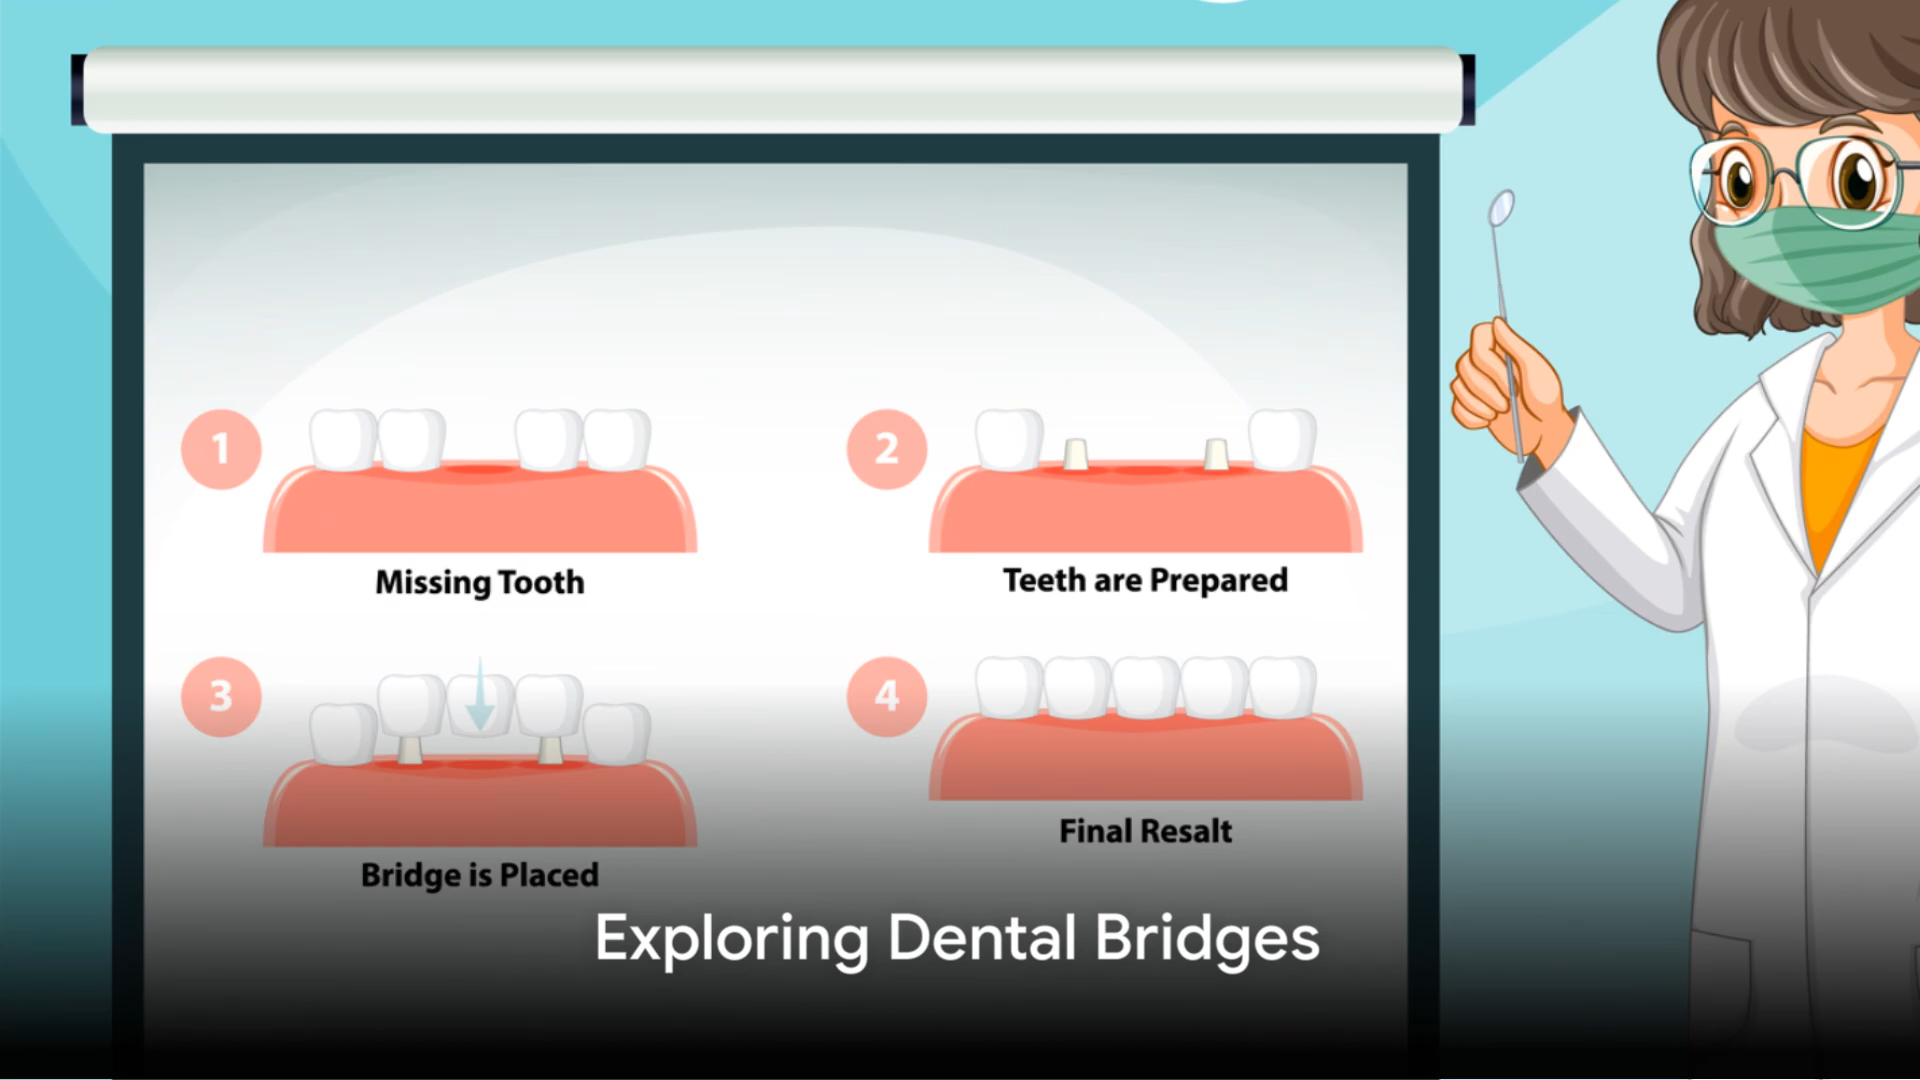 1
Missing Tooth
2
Teeth are Prepared
3
Bridge is Placed
4
Final Resalt
Exploring Dental Bridges